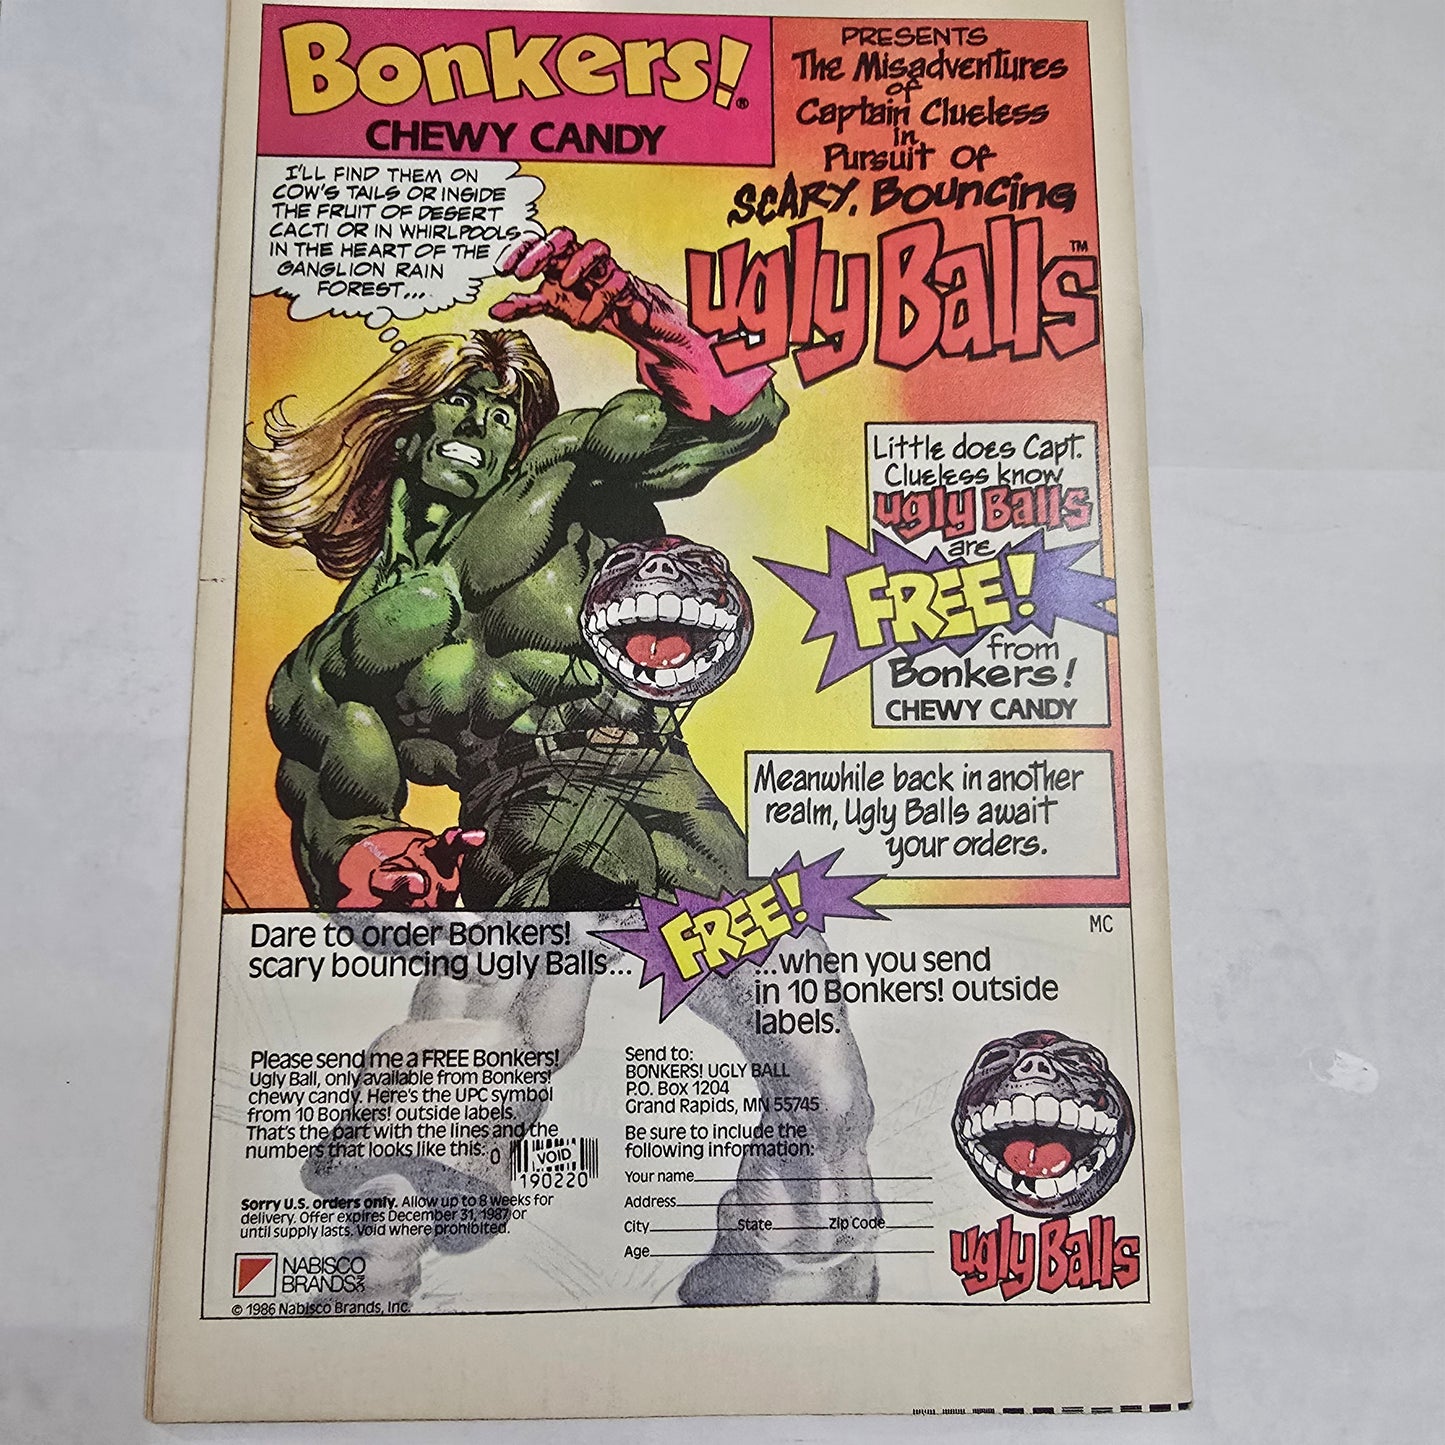 Bonkers!®
CHEWY CANDY
PRESENTS
The Misadventures
of
Captain Clueless
in
Pursuit Of
SCARY, Bouncing
ugly Balls™
I'LL FIND THEM ON
COW'S TAILS OR INSIDE
THE FRUIT OF DESERT
CACTI OR IN WHIRLPOOLS
IN THE HEART OF THE
GANGLION RAIN
FOREST...
Little does Capt.
Clueless know
ugly Balls
are
FREE!
from
Bonkers!
CHEWY CANDY
Meanwhile back in another
realm, Ugly Balls await
your orders.
MC
Dare to order Bonkers!
scary bouncing Ugly Balls...
FREE!
...when you send
in 10 Bonkers! outside
labels.
Please send me a FREE Bonkers!
Ugly Ball, only available from Bonkers!
chewy candy. Here's the UPC symbol
from 10 Bonkers! outside labels.
That's the part with the lines and the
numbers that looks like this:
0
VOID
190220
Sorry U.S. orders only. Allow up to 8 weeks for
delivery. Offer expires December 31, 1987 or
until supply lasts. Void where prohibited.
NABISCO
BRANDS INC
© 1986 Nabisco Brands, Inc.
Send to:
BONKERS! UGLY BALL
P.O. Box 1204
Grand Rapids, MN 55745
Be sure to include the
following information:
Your name
Address
City State Zip Code
Age
ugly Balls